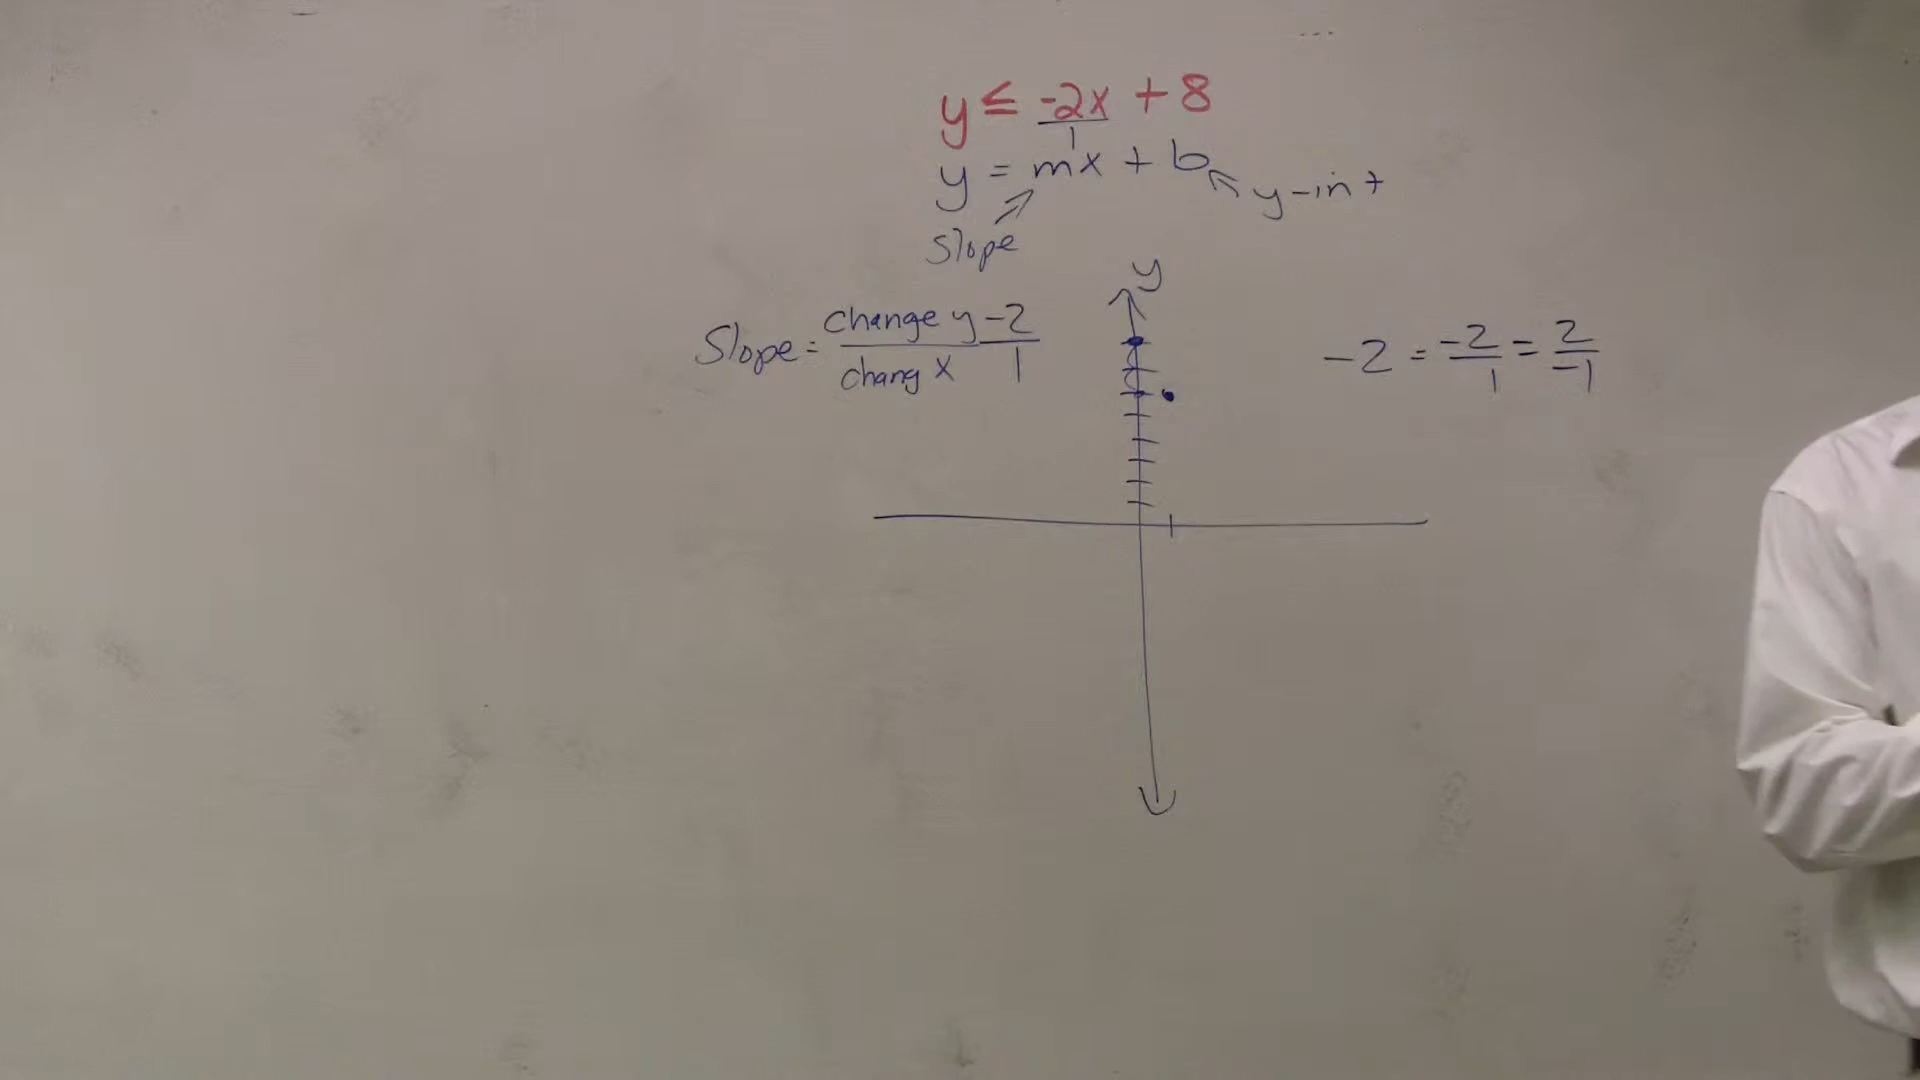 y ≤ -2x/1 + 8
y = mx + b y-int
slope
y
Slope = change y/chang x -2/1
-2 = -2/1 = 2/-1